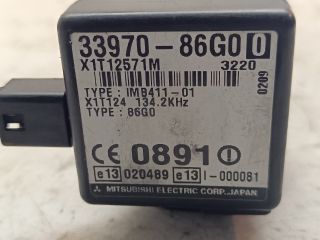 33970-86G0 0
X1T12571M 3220
0209
TYPE: IMB411-01
X1T124 134.2KHz
TYPE: 86G0
CE 0891 !
e13 020489 e13 I-000081
MITSUBISHI ELECTRIC CORP. JAPAN